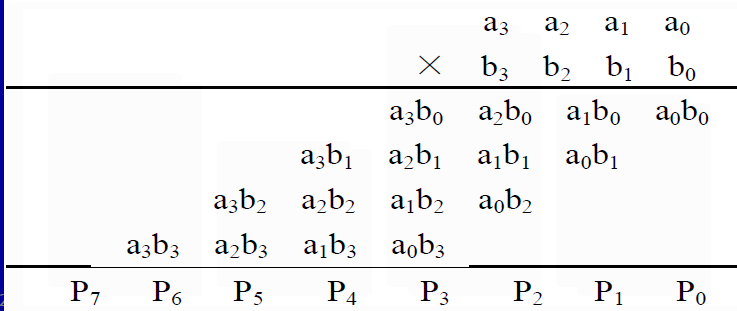 a₃ a₂ a₁ a₀
× b₃ b₂ b₁ b₀
a₃b₀ a₂b₀ a₁b₀ a₀b₀
a₃b₁ a₂b₁ a₁b₁ a₀b₁
a₃b₂ a₂b₂ a₁b₂ a₀b₂
a₃b₃ a₂b₃ a₁b₃ a₀b₃
P₇ P₆ P₅ P₄ P₃ P₂ P₁ P₀